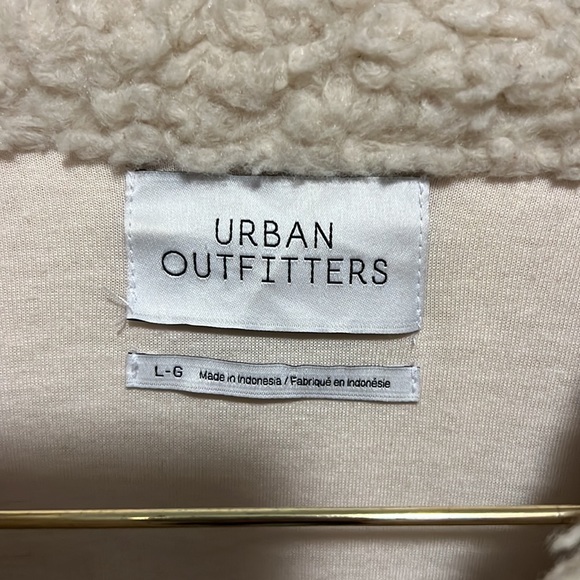 URBAN
OUTFITTERS
L-G Made in Indonesia / Fabriqué en Indonésie